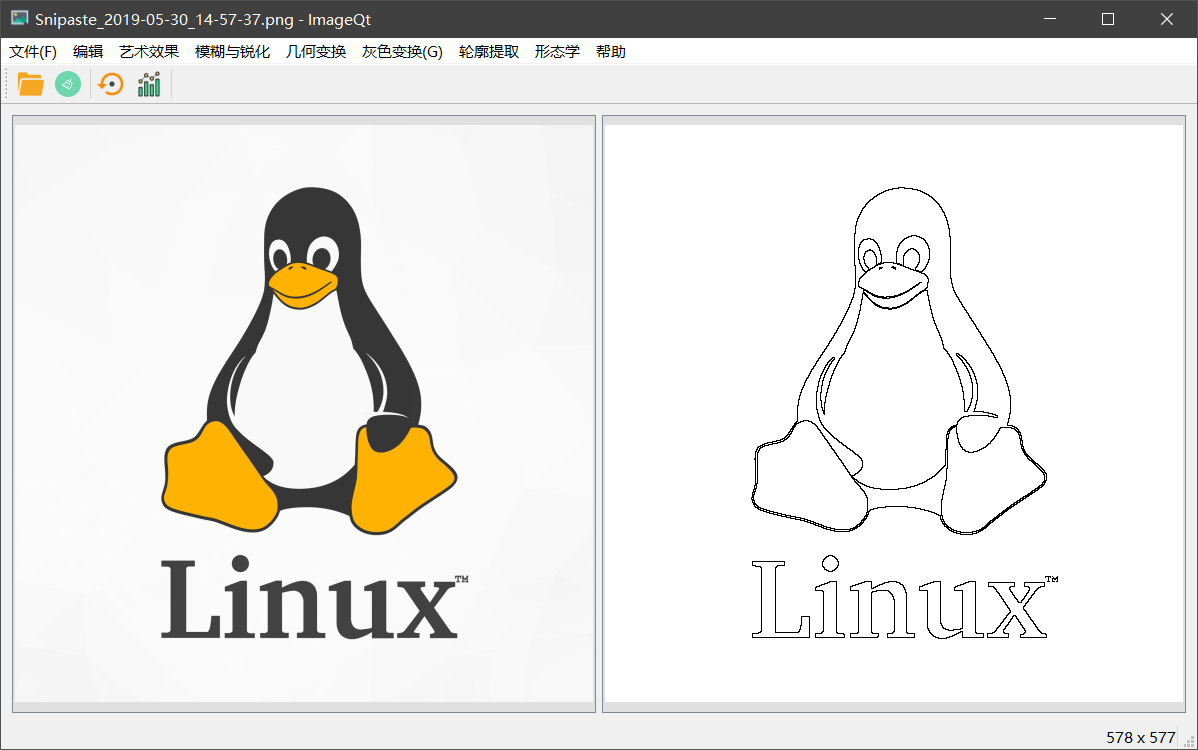 Snipaste_2019-05-30_14-57-37.png - ImageQt
文件(F) 编辑 艺术效果 模糊与锐化 几何变换 灰色变换(G) 轮廓提取 形态学 帮助
Linux™
Linux™
578 x 577